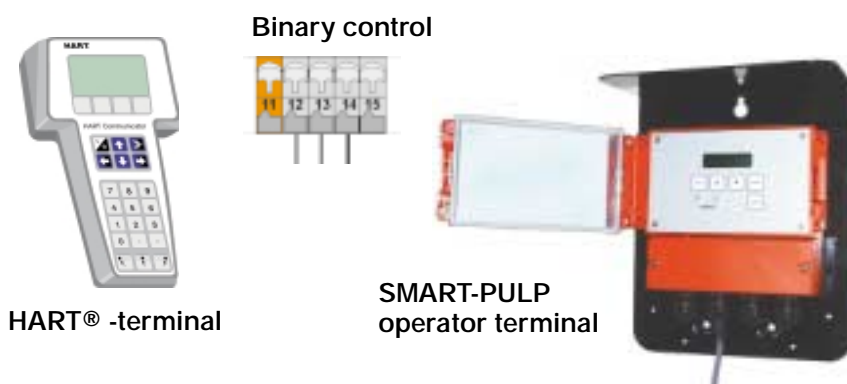 Binary control
HART
HART Communicator
11 12 13 14 15
7 8 9
4 5 6
1 2 3
0
HART® -terminal
SMART-PULP
operator terminal